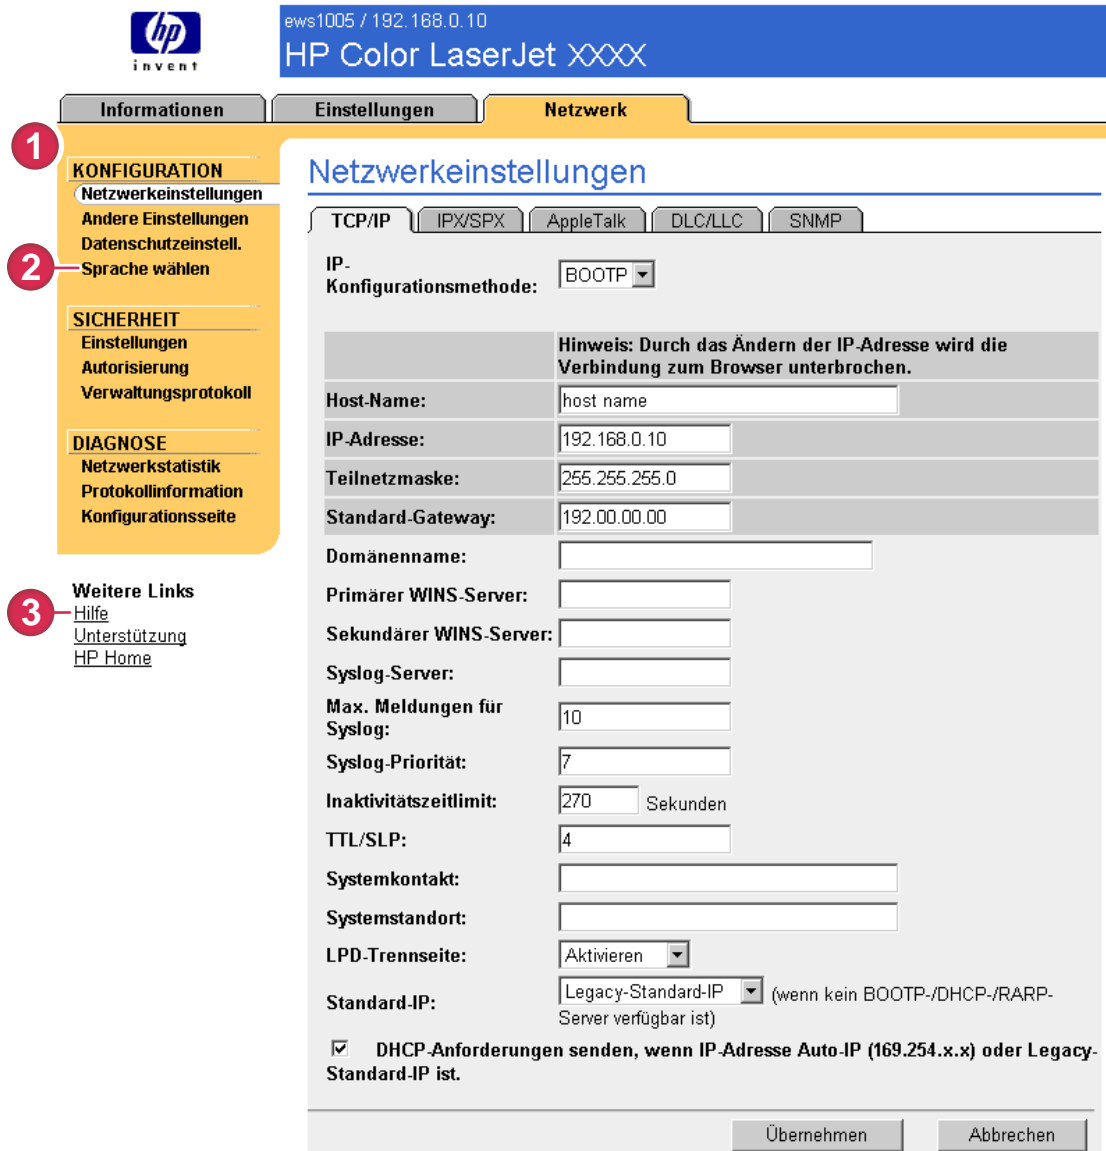 hp
invent
ews1005 / 192.168.0.10
HP Color LaserJet XXXX
Informationen
Einstellungen
Netzwerk
1
KONFIGURATION
Netzwerkeinstellungen
Andere Einstellungen
Datenschutzeinstell.
2
Sprache wählen
SICHERHEIT
Einstellungen
Autorisierung
Verwaltungsprotokoll
DIAGNOSE
Netzwerkstatistik
Protokollinformation
Konfigurationsseite
Weitere Links
3
Hilfe
Unterstützung
HP Home
Netzwerkeinstellungen
TCP/IP
IPX/SPX
AppleTalk
DLC/LLC
SNMP
IP-
Konfigurationsmethode:
BOOTP
Hinweis: Durch das Ändern der IP-Adresse wird die
Verbindung zum Browser unterbrochen.
Host-Name:
host name
IP-Adresse:
192.168.0.10
Teilnetzmaske:
255.255.255.0
Standard-Gateway:
192.00.00.00
Domänenname:
Primärer WINS-Server:
Sekundärer WINS-Server:
Syslog-Server:
Max. Meldungen für
Syslog:
10
Syslog-Priorität:
7
Inaktivitätszeitlimit:
270 Sekunden
TTL/SLP:
4
Systemkontakt:
Systemstandort:
LPD-Trennseite:
Aktivieren
Standard-IP:
Legacy-Standard-IP (wenn kein BOOTP-/DHCP-/RARP-
Server verfügbar ist)
DHCP-Anforderungen senden, wenn IP-Adresse Auto-IP (169.254.x.x) oder Legacy-
Standard-IP ist.
Übernehmen
Abbrechen